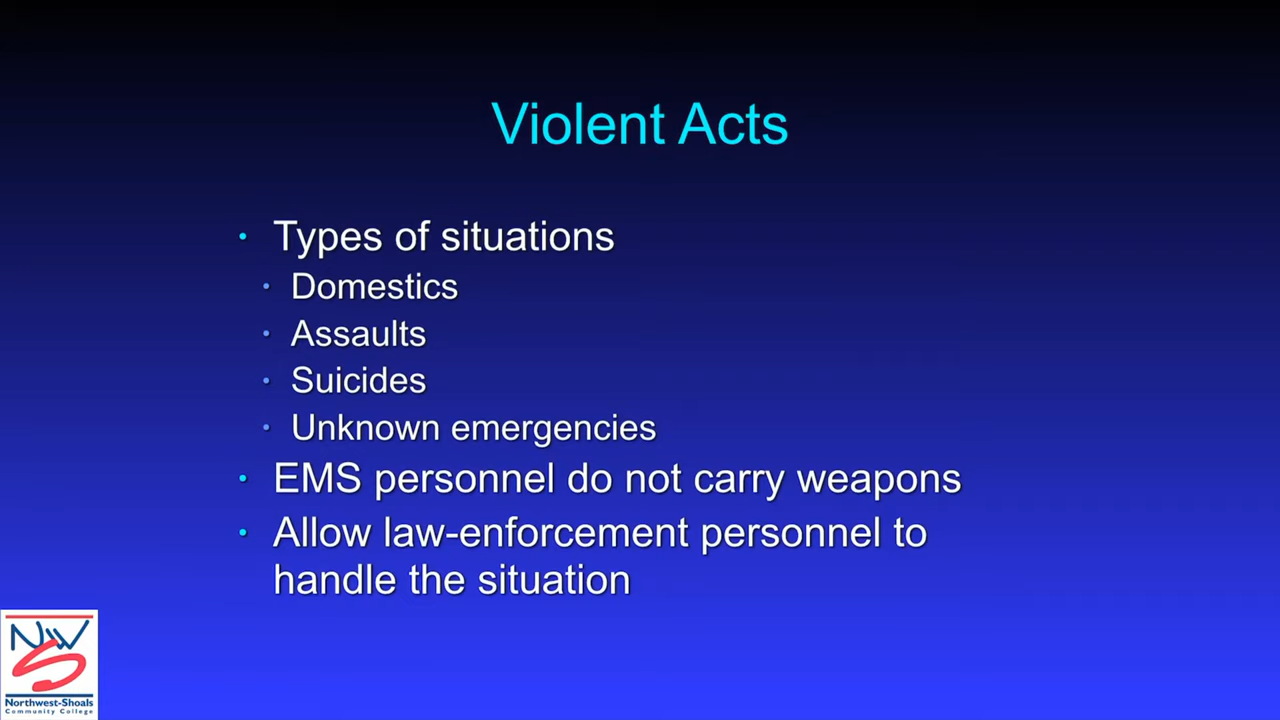 Violent Acts
• Types of situations
• Domestics
• Assaults
• Suicides
• Unknown emergencies
• EMS personnel do not carry weapons
• Allow law-enforcement personnel to
handle the situation
NW
S
Northwest-Shoals
Community College